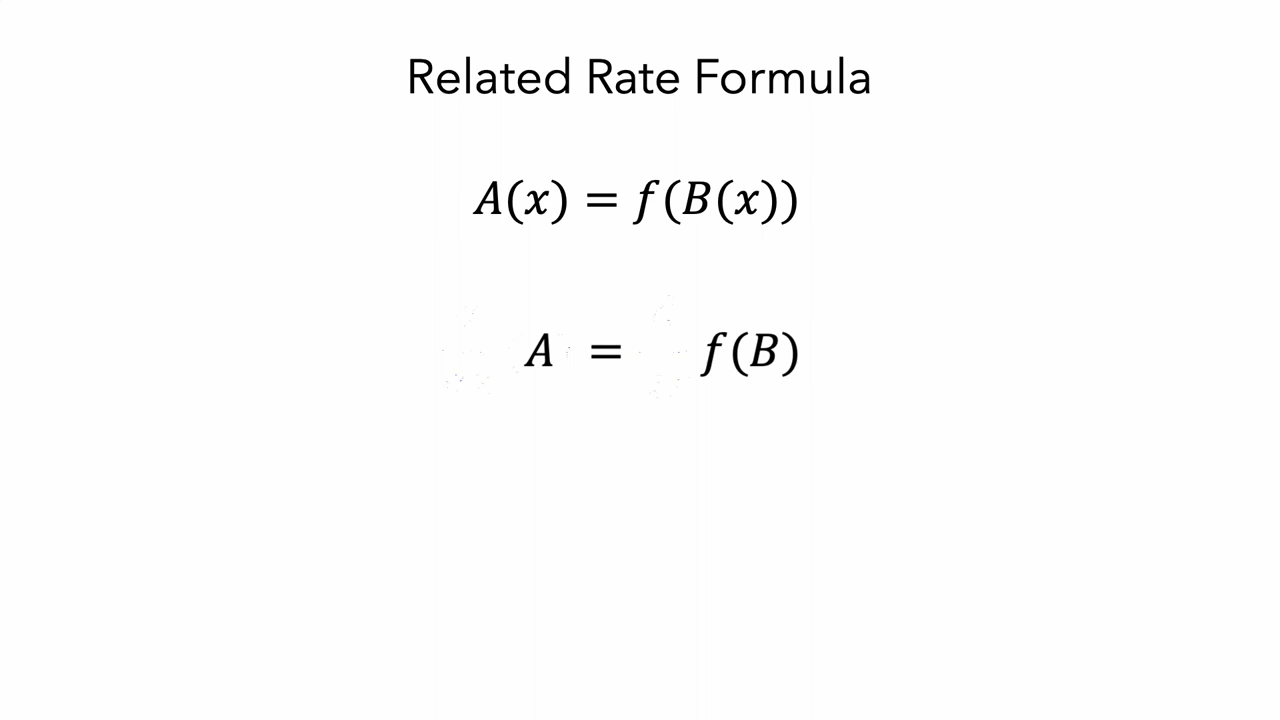 Related Rate Formula
A(x) = f(B(x))
A = f(B)